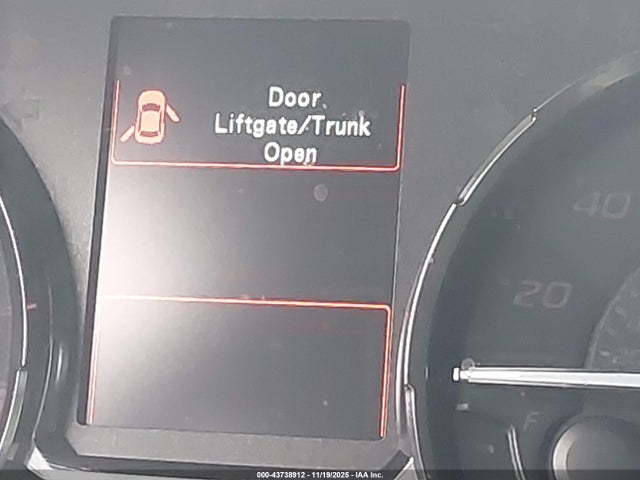 Door
Liftgate/Trunk
Open
40
20
F
000-43738912 - 11/19/2025 - IAA Inc.